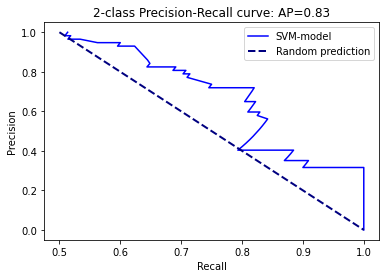 2-class Precision-Recall curve: AP=0.83
SVM-model
Random prediction
Precision
1.0
0.8
0.6
0.4
0.2
0.0
0.5 0.6 0.7 0.8 0.9 1.0
Recall